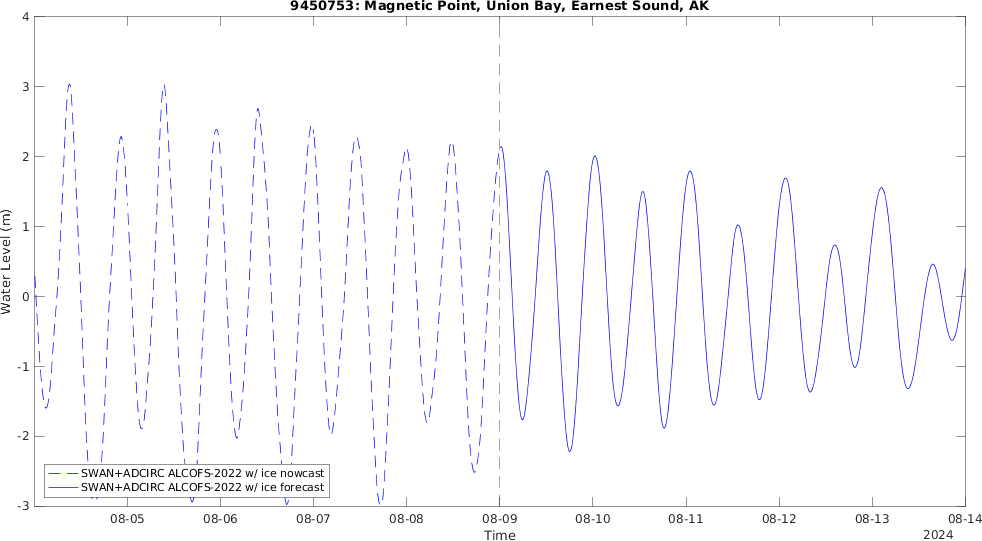 9450753: Magnetic Point, Union Bay, Earnest Sound, AK
4
3
2
1
0
-1
-2
-3
Water Level (m)
SWAN+ADCIRC ALCOFS-2022 w/ ice nowcast
SWAN+ADCIRC ALCOFS-2022 w/ ice forecast
08-05 08-06 08-07 08-08 08-09 08-10 08-11 08-12 08-13 08-14
Time
2024